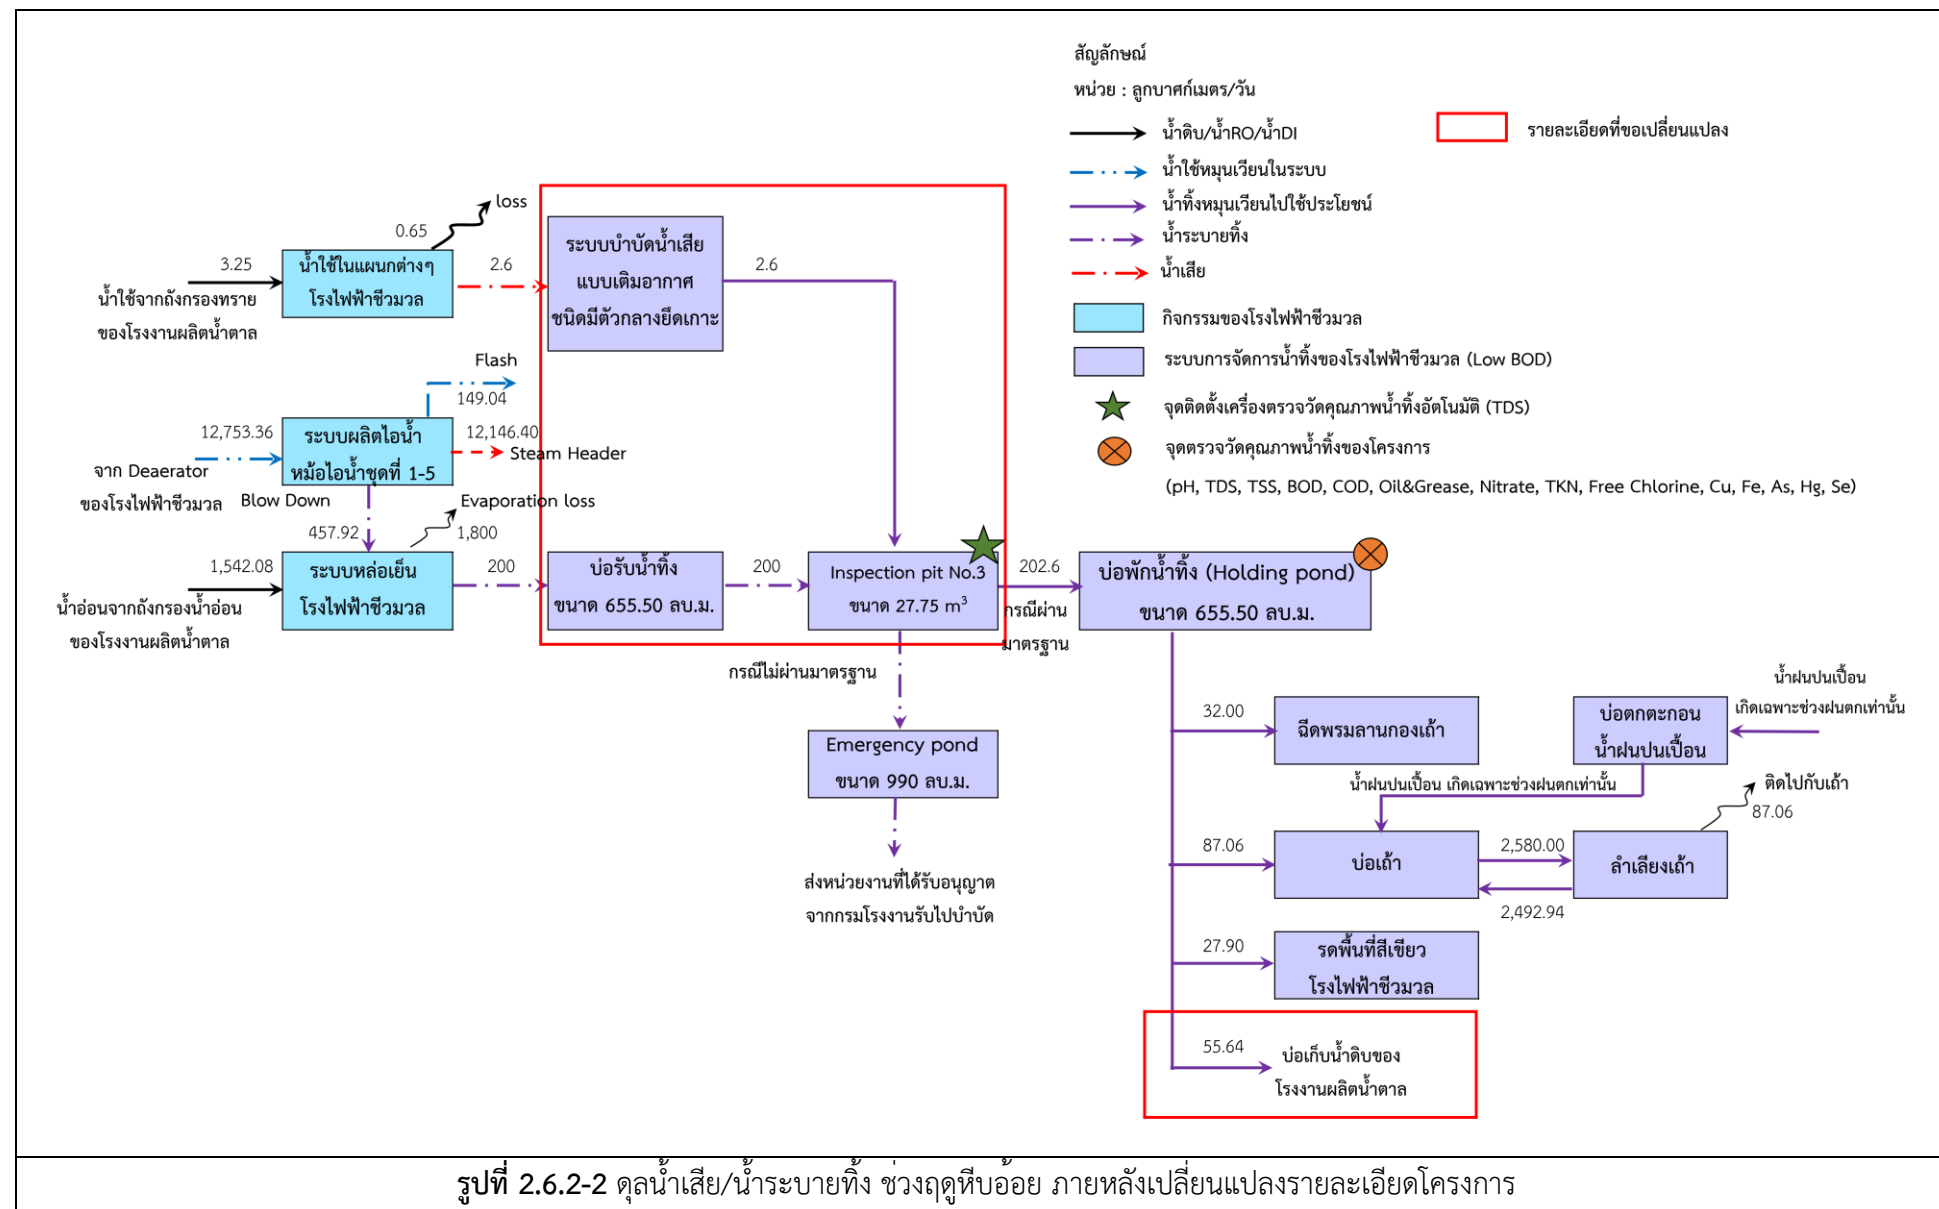 สัญลักษณ์
หน่วย : ลูกบาศก์เมตร/วัน
น้ำดิบ/น้ำRO/น้ำDI
รายละเอียดที่ขอเปลี่ยนแปลง
น้ำใช้หมุนเวียนในระบบ
น้ำทิ้งหมุนเวียนไปใช้ประโยชน์
น้ำระบายทิ้ง
น้ำเสีย
กิจกรรมของโรงไฟฟ้าชีวมวล
ระบบการจัดการน้ำทิ้งของโรงไฟฟ้าชีวมวล (Low BOD)
จุดติดตั้งเครื่องตรวจวัดคุณภาพน้ำทิ้งอัตโนมัติ (TDS)
จุดตรวจวัดคุณภาพน้ำทิ้งของโครงการ
(pH, TDS, TSS, BOD, COD, Oil&Grease, Nitrate, TKN, Free Chlorine, Cu, Fe, As, Hg, Se)
loss
0.65
3.25
น้ำใช้จากถังกรองทราย
ของโรงงานผลิตน้ำตาล
น้ำใช้ในแผนกต่างๆ
โรงไฟฟ้าชีวมวล
2.6
ระบบบำบัดน้ำเสีย
แบบเติมอากาศ
ชนิดมีตัวกลางยึดเกาะ
2.6
Flash
149.04
12,753.36
จาก Deaerator
ของโรงไฟฟ้าชีวมวล
ระบบผลิตไอน้ำ
หม้อไอน้ำชุดที่ 1-5
12,146.40
Steam Header
Blow Down
457.92
Evaporation loss
1,800
1,542.08
น้ำอ่อนจากถังกรองน้ำอ่อน
ของโรงงานผลิตน้ำตาล
ระบบหล่อเย็น
โรงไฟฟ้าชีวมวล
200
บ่อรับน้ำทิ้ง
ขนาด 655.50 ลบ.ม.
200
Inspection pit No.3
ขนาด 27.75 m³
202.6
กรณีผ่าน
มาตรฐาน
บ่อพักน้ำทิ้ง (Holding pond)
ขนาด 655.50 ลบ.ม.
กรณีไม่ผ่านมาตรฐาน
Emergency pond
ขนาด 990 ลบ.ม.
ส่งหน่วยงานที่ได้รับอนุญาต
จากกรมโรงงานรับไปบำบัด
32.00
ฉีดพรมลานกองเถ้า
บ่อตกตะกอน
น้ำฝนปนเปื้อน
น้ำฝนปนเปื้อน
เกิดเฉพาะช่วงฝนตกเท่านั้น
น้ำฝนปนเปื้อน เกิดเฉพาะช่วงฝนตกเท่านั้น
ติดไปกับเถ้า
87.06
87.06
บ่อเถ้า
2,580.00
2,492.94
ลำเลียงเถ้า
27.90
รดพื้นที่สีเขียว
โรงไฟฟ้าชีวมวล
55.64
บ่อเก็บน้ำดิบของ
โรงงานผลิตน้ำตาล
รูปที่ 2.6.2-2 ดุลน้ำเสีย/น้ำระบายทิ้ง ช่วงฤดูหีบอ้อย ภายหลังเปลี่ยนแปลงรายละเอียดโครงการ